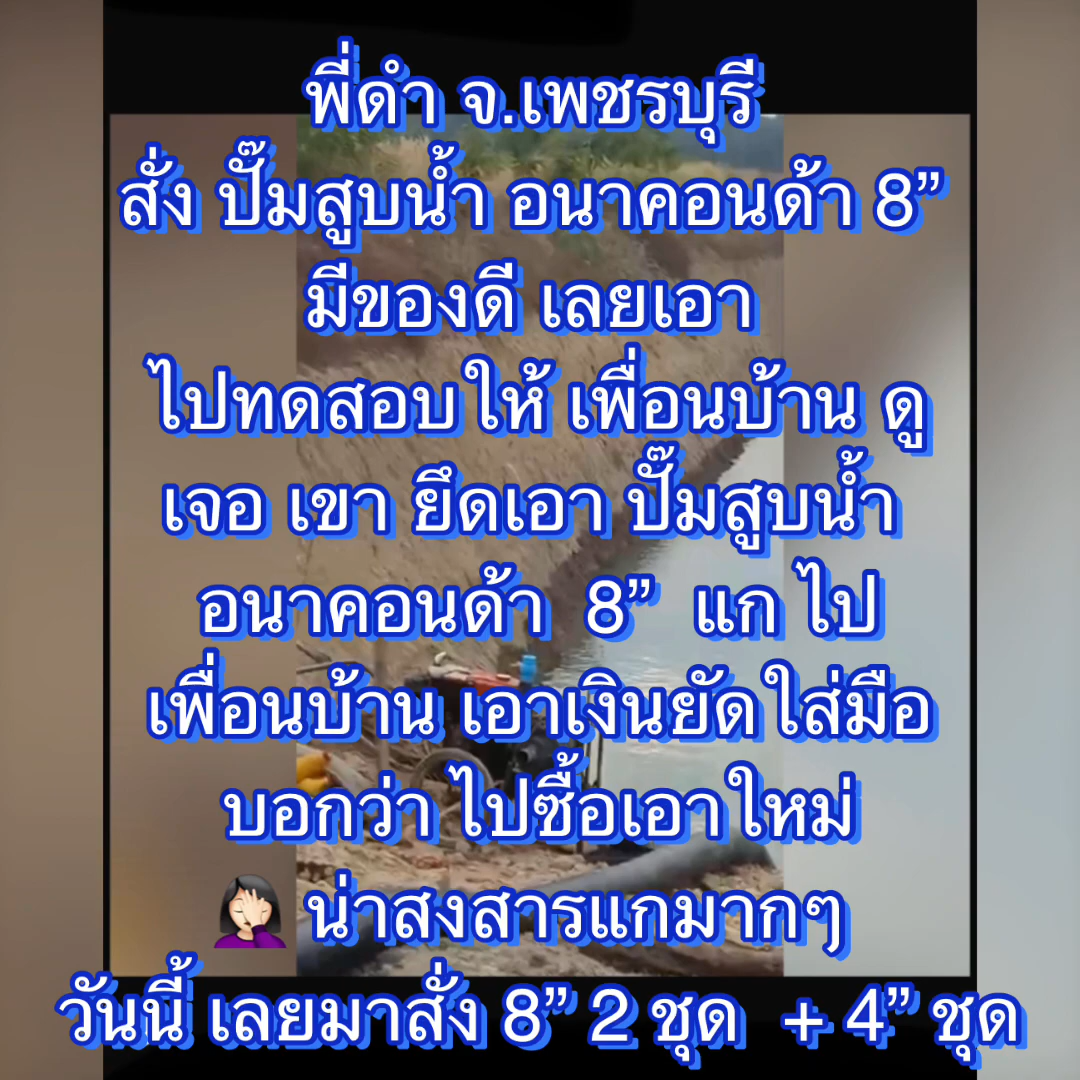 พี่ดำ จ.เพชรบุรี
สั่ง ปั๊มสูบน้ำ อนาคอนด้า 8”
มีของดี เลยเอา
ไปทดสอบให้ เพื่อนบ้าน ดู
เจอ เขา ยึดเอา ปั๊มสูบน้ำ
อนาคอนด้า 8” แก ไป
เพื่อนบ้าน เอาเงินยัดใส่มือ
บอกว่า ไปซื้อเอาใหม่
🤦🏻‍♀️ น่าสงสารแกมากๆ
วันนี้ เลยมาสั่ง 8” 2 ชุด + 4” ชุด